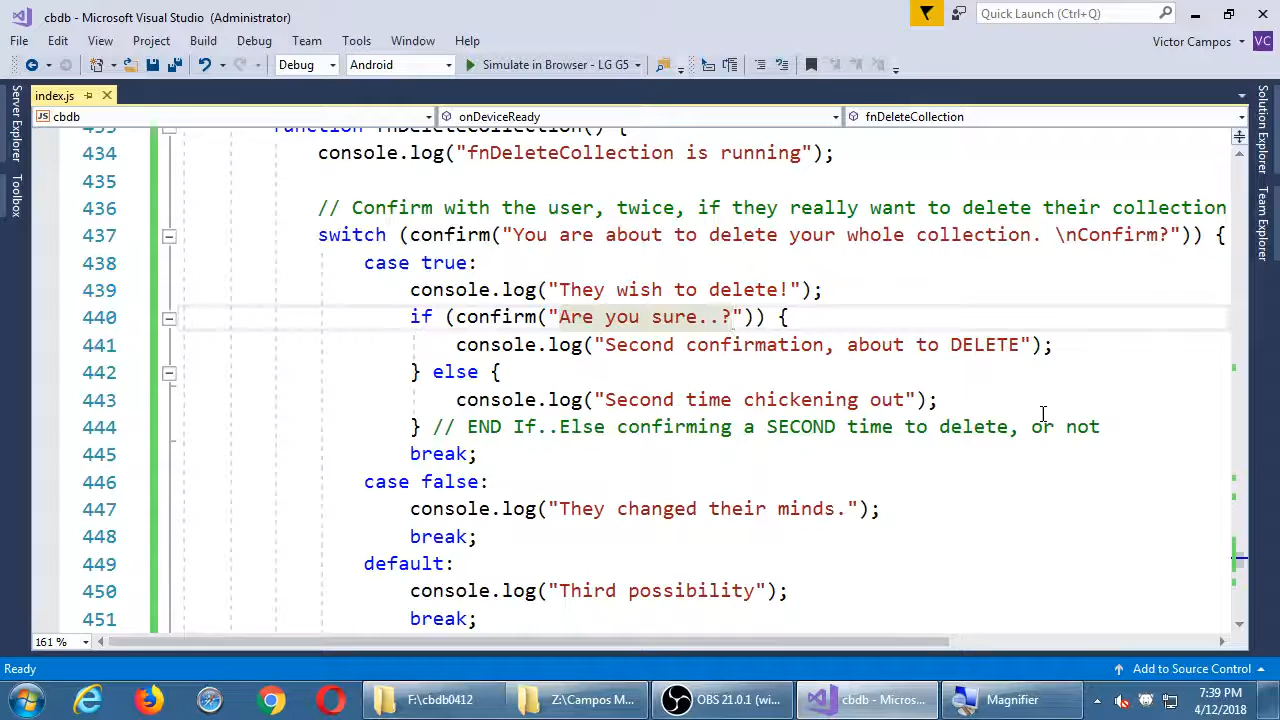 cbdb - Microsoft Visual Studio (Administrator)
Quick Launch (Ctrl+Q)
File Edit View Project Build Debug Team Tools Window Help
Victor Campos
VC
Debug
Android
Simulate in Browser - LG G5
index.js
JS cbdb
onDeviceReady
fnDeleteCollection
Server Explorer
Toolbox
Solution Explorer
Team Explorer
433 function fnDeleteCollection() {
434 console.log("fnDeleteCollection is running");
435
436 // Confirm with the user, twice, if they really want to delete their collection
437 switch (confirm("You are about to delete your whole collection. \nConfirm?")) {
438 case true:
439 console.log("They wish to delete!");
440 if (confirm("Are you sure..?")) {
441 console.log("Second confirmation, about to DELETE");
442 } else {
443 console.log("Second time chickening out");
444 } // END If..Else confirming a SECOND time to delete, or not
445 break;
446 case false:
447 console.log("They changed their minds.");
448 break;
449 default:
450 console.log("Third possibility");
451 break;
161 %
Ready
Add to Source Control
F:\cbdb0412
Z:\Campos M...
OBS 21.0.1 (wi...
cbdb - Micros...
Magnifier
7:39 PM
4/12/2018